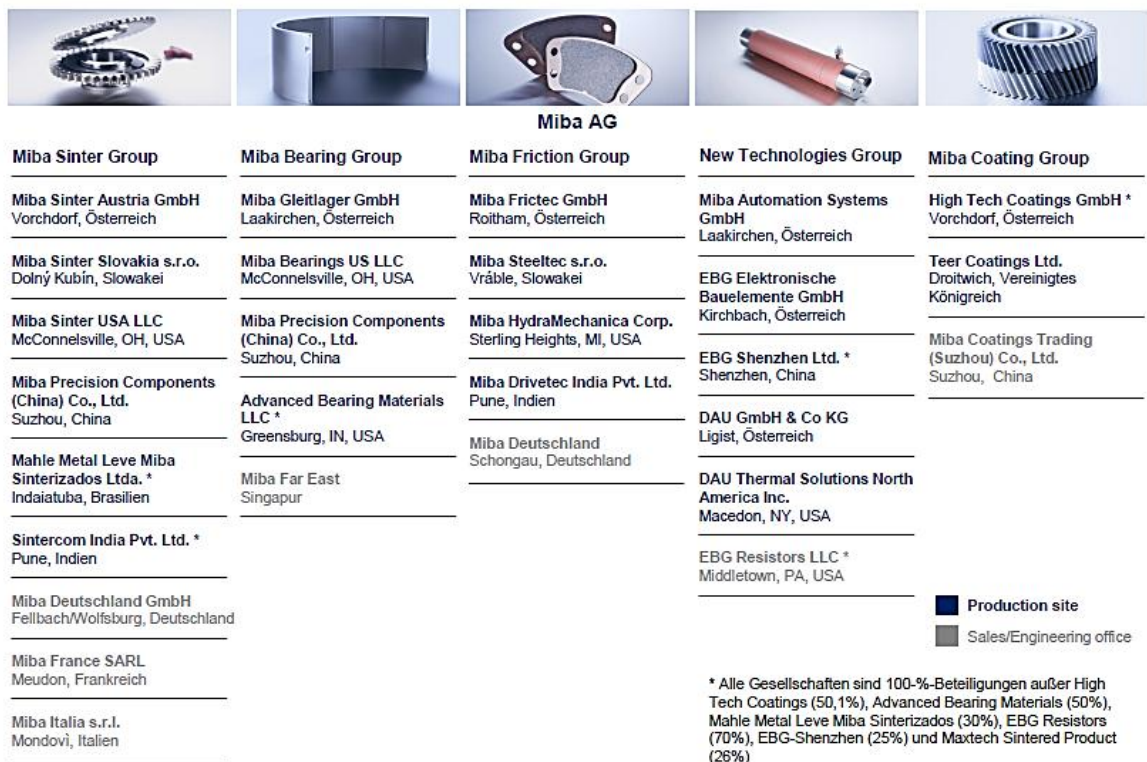 Miba AG
Miba Sinter Group
Miba Sinter Austria GmbH
Vorchdorf, Österreich
Miba Sinter Slovakia s.r.o.
Dolný Kubín, Slowakei
Miba Sinter USA LLC
McConnelsville, OH, USA
Miba Precision Components
(China) Co., Ltd.
Suzhou, China
Mahle Metal Leve Miba
Sinterizados Ltda. *
Indaiatuba, Brasilien
Sintercom India Pvt. Ltd. *
Pune, Indien
Miba Deutschland GmbH
Fellbach/Wolfsburg, Deutschland
Miba France SARL
Meudon, Frankreich
Miba Italia s.r.l.
Mondovì, Italien
Miba Bearing Group
Miba Gleitlager GmbH
Laakirchen, Österreich
Miba Bearings US LLC
McConnelsville, OH, USA
Miba Precision Components
(China) Co., Ltd.
Suzhou, China
Advanced Bearing Materials
LLC *
Greensburg, IN, USA
Miba Far East
Singapur
Miba Friction Group
Miba Frictec GmbH
Roitham, Österreich
Miba Steeltec s.r.o.
Vráble, Slowakei
Miba HydraMechanica Corp.
Sterling Heights, MI, USA
Miba Drivetec India Pvt. Ltd.
Pune, Indien
Miba Deutschland
Schongau, Deutschland
New Technologies Group
Miba Automation Systems
GmbH
Laakirchen, Österreich
EBG Elektronische
Bauelemente GmbH
Kirchbach, Österreich
EBG Shenzhen Ltd. *
Shenzhen, China
DAU GmbH & Co KG
Ligist, Österreich
DAU Thermal Solutions North
America Inc.
Macedon, NY, USA
EBG Resistors LLC *
Middletown, PA, USA
Miba Coating Group
High Tech Coatings GmbH *
Vorchdorf, Österreich
Teer Coatings Ltd.
Droitwich, Vereinigtes
Königreich
Miba Coatings Trading
(Suzhou) Co., Ltd.
Suzhou, China
Production site
Sales/Engineering office
* Alle Gesellschaften sind 100-%-Beteiligungen außer High
Tech Coatings (50,1%), Advanced Bearing Materials (50%),
Mahle Metal Leve Miba Sinterizados (30%), EBG Resistors
(70%), EBG-Shenzhen (25%) und Maxtech Sintered Product
(26%)